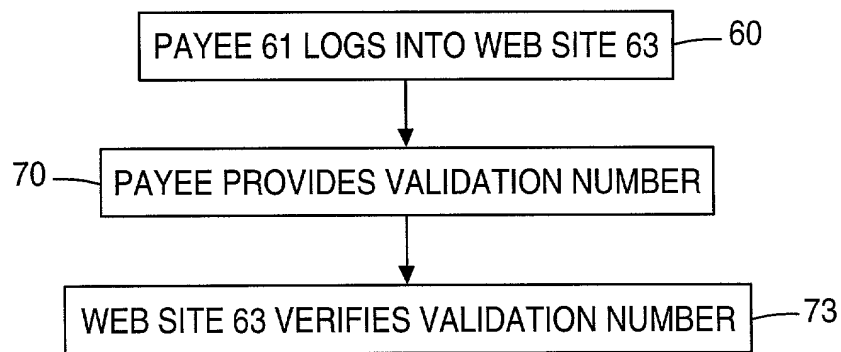 PAYEE 61 LOGS INTO WEB SITE 63
60
70
PAYEE PROVIDES VALIDATION NUMBER
WEB SITE 63 VERIFIES VALIDATION NUMBER
73